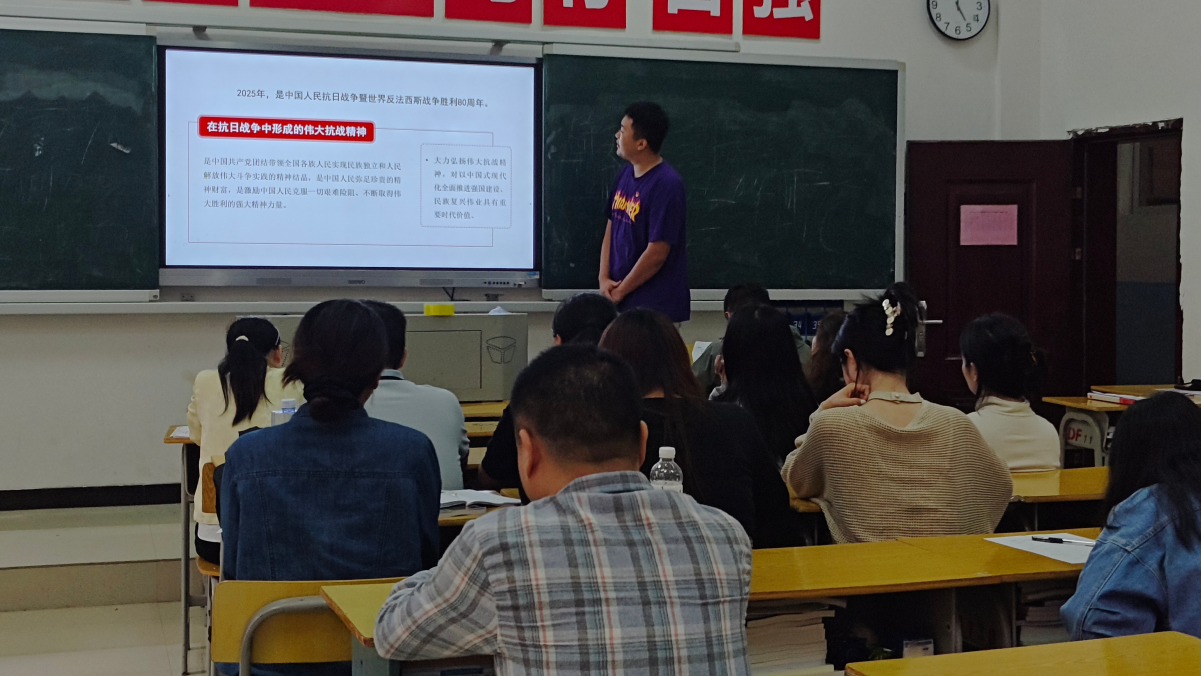 自强
2025年，是中国人民抗日战争暨世界反法西斯战争胜利80周年。
在抗日战争中形成的伟大抗战精神
是中国共产党团结带领全国各族人民实现民族独立和人民
解放伟大斗争实践的精神结晶，是中国人民弥足珍贵的精
神财富，是激励中国人民克服一切艰难险阻、不断取得伟
大胜利的强大精神力量。
• 大力弘扬伟大抗战精
神，对以中国式现代
化全面推进强国建设、
民族复兴伟业具有重
要时代价值。
THRASHER
34 35
DF11